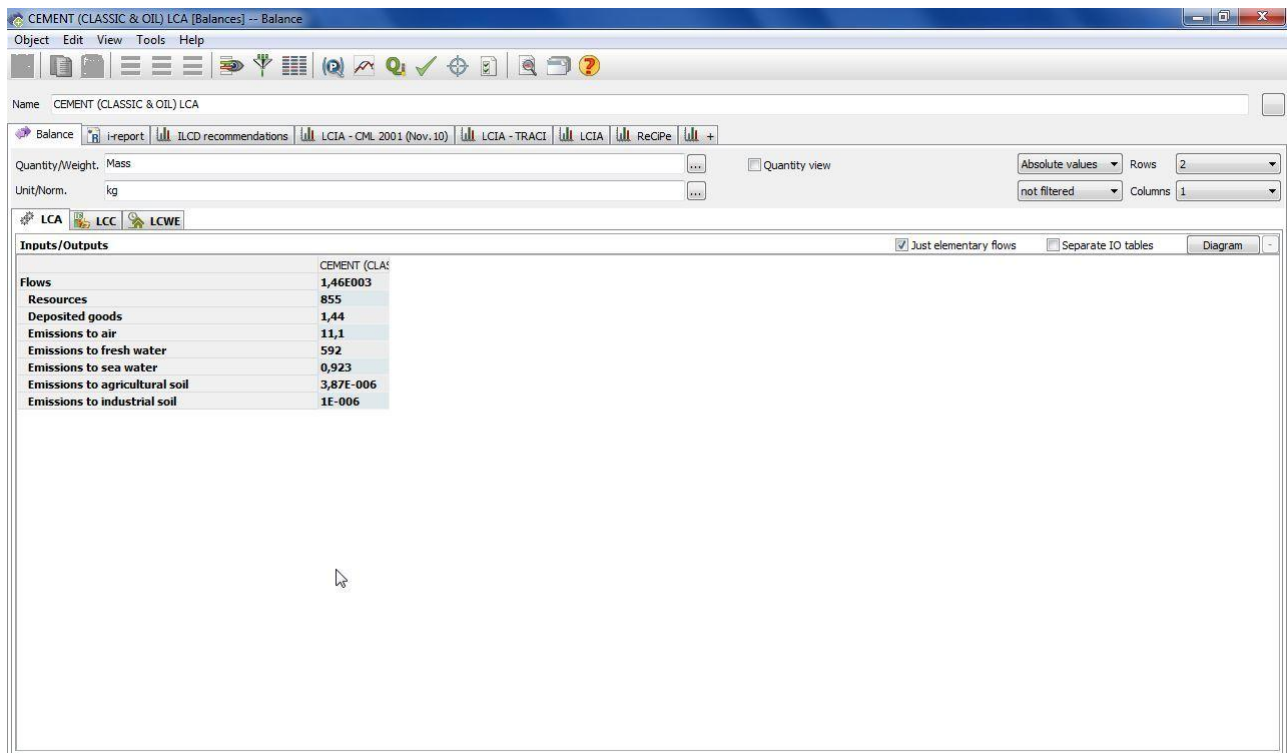 CEMENT (CLASSIC & OIL) LCA [Balances] -- Balance
Object Edit View Tools Help
Name CEMENT (CLASSIC & OIL) LCA
Balance i-report ILCD recommendations LCIA - CML 2001 (Nov. 10) LCIA - TRACI LCIA ReCiPe +
Quantity/Weight. Mass ... Quantity view Absolute values Rows 2
Unit/Norm. kg ... not filtered Columns 1
LCA LCC LCWE
Inputs/Outputs Just elementary flows Separate IO tables Diagram -
CEMENT (CLAS
Flows 1,46E003
Resources 855
Deposited goods 1,44
Emissions to air 11,1
Emissions to fresh water 592
Emissions to sea water 0,923
Emissions to agricultural soil 3,87E-006
Emissions to industrial soil 1E-006